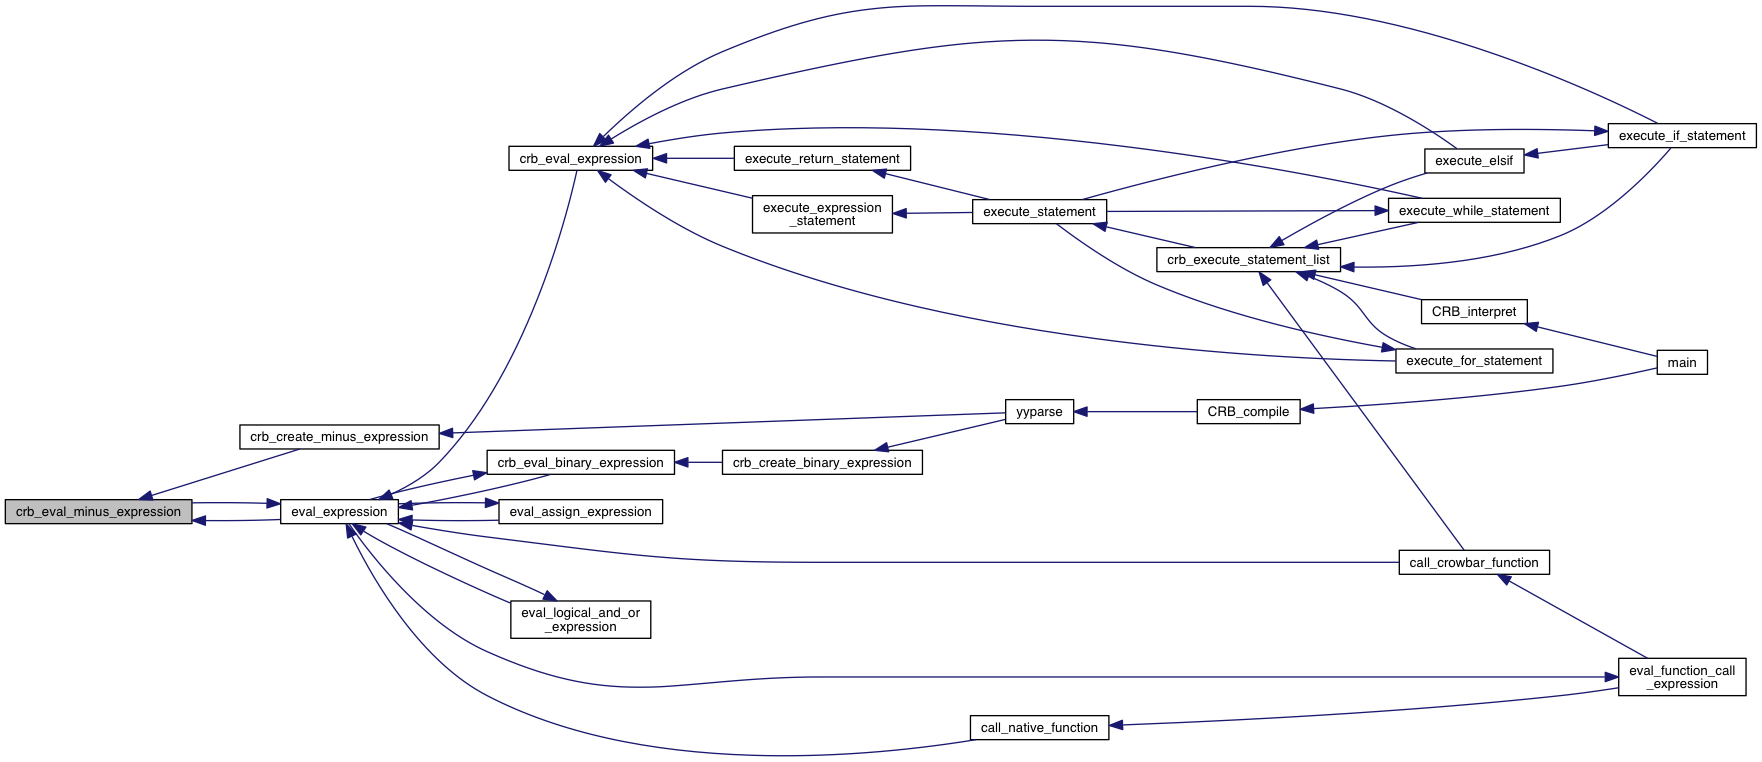 execute_if_statement
crb_eval_expression
execute_return_statement
execute_elsif
execute_expression
_statement
execute_statement
execute_while_statement
crb_execute_statement_list
CRB_interpret
execute_for_statement
main
yyparse
CRB_compile
crb_create_minus_expression
crb_eval_binary_expression
crb_create_binary_expression
crb_eval_minus_expression
eval_expression
eval_assign_expression
call_crowbar_function
eval_logical_and_or
_expression
eval_function_call
_expression
call_native_function